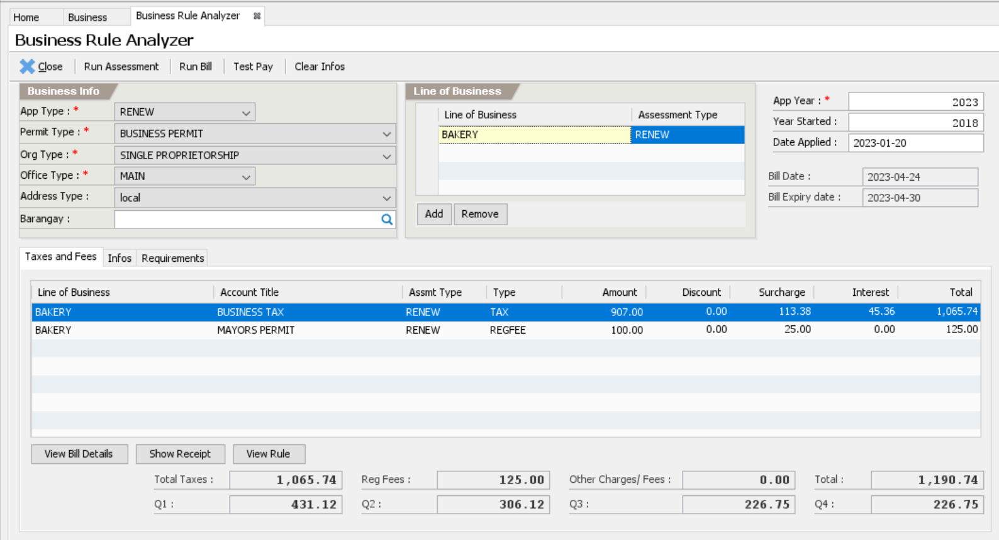 Home Business Business Rule Analyzer
Business Rule Analyzer
Close Run Assessment Run Bill Test Pay Clear Infos
Business Info
App Type : * RENEW
Permit Type : * BUSINESS PERMIT
Org Type : * SINGLE PROPRIETORSHIP
Office Type : * MAIN
Address Type : local
Barangay :
Line of Business
Line of Business Assessment Type
BAKERY RENEW
Add Remove
App Year : * 2023
Year Started : 2018
Date Applied : 2023-01-20
Bill Date : 2023-04-24
Bill Expiry date : 2023-04-30
Taxes and Fees Infos Requirements
Line of Business Account Title Assmt Type Type Amount Discount Surcharge Interest Total
BAKERY BUSINESS TAX RENEW TAX 907.00 0.00 113.38 45.36 1,065.74
BAKERY MAYORS PERMIT RENEW REGFEE 100.00 0.00 25.00 0.00 125.00
View Bill Details Show Receipt View Rule
Total Taxes : 1,065.74 Reg Fees : 125.00 Other Charges/ Fees : 0.00 Total : 1,190.74
Q1 : 431.12 Q2 : 306.12 Q3 : 226.75 Q4 : 226.75